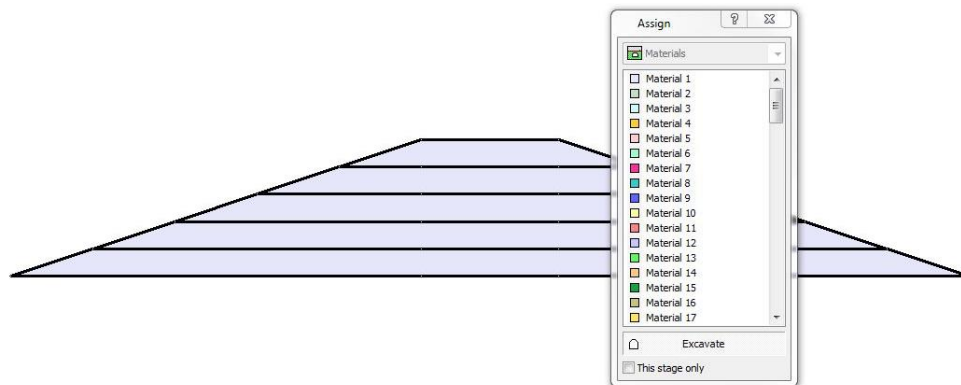 Assign
Materials
Material 1
Material 2
Material 3
Material 4
Material 5
Material 6
Material 7
Material 8
Material 9
Material 10
Material 11
Material 12
Material 13
Material 14
Material 15
Material 16
Material 17
Excavate
This stage only